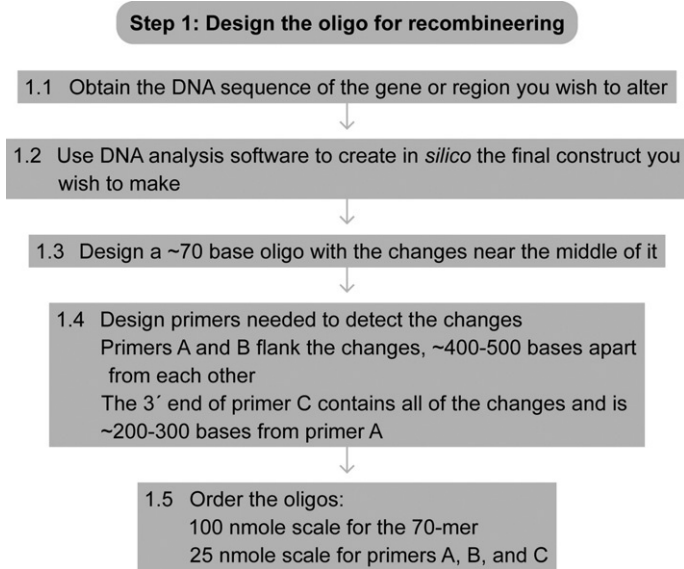 Step 1: Design the oligo for recombineering
1.1 Obtain the DNA sequence of the gene or region you wish to alter
1.2 Use DNA analysis software to create in silico the final construct you
wish to make
1.3 Design a ~70 base oligo with the changes near the middle of it
1.4 Design primers needed to detect the changes
Primers A and B flank the changes, ~400-500 bases apart
from each other
The 3´ end of primer C contains all of the changes and is
~200-300 bases from primer A
1.5 Order the oligos:
100 nmole scale for the 70-mer
25 nmole scale for primers A, B, and C